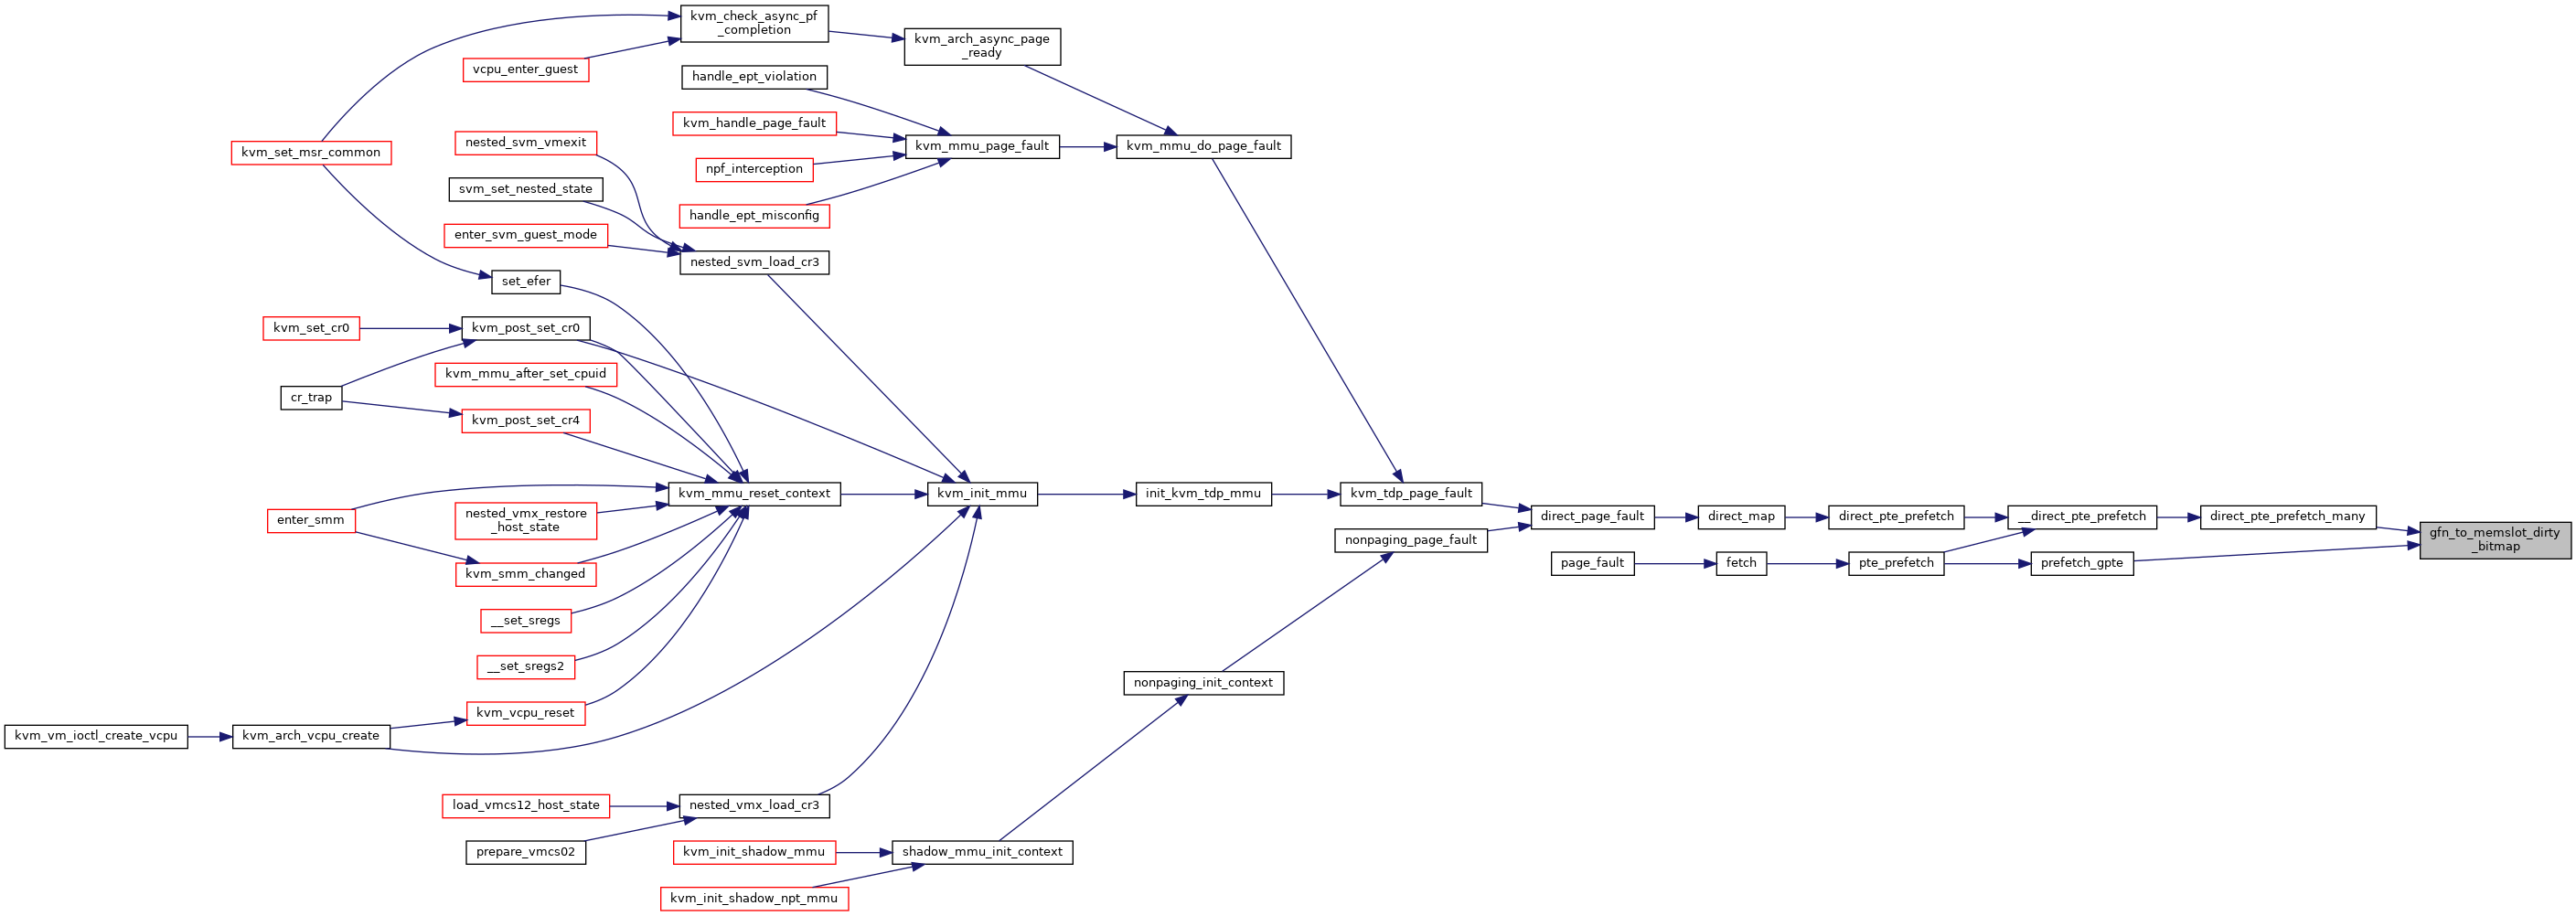 kvm_check_async_pf
_completion
kvm_arch_async_page
_ready
vcpu_enter_guest
handle_ept_violation
kvm_handle_page_fault
nested_svm_vmexit
kvm_set_msr_common
kvm_mmu_page_fault
kvm_mmu_do_page_fault
npf_interception
svm_set_nested_state
handle_ept_misconfig
enter_svm_guest_mode
nested_svm_load_cr3
set_efer
kvm_set_cr0
kvm_post_set_cr0
kvm_mmu_after_set_cpuid
cr_trap
kvm_post_set_cr4
kvm_mmu_reset_context
kvm_init_mmu
init_kvm_tdp_mmu
kvm_tdp_page_fault
enter_smm
nested_vmx_restore
_host_state
direct_page_fault
direct_map
direct_pte_prefetch
__direct_pte_prefetch
direct_pte_prefetch_many
gfn_to_memslot_dirty
_bitmap
nonpaging_page_fault
page_fault
fetch
pte_prefetch
prefetch_gpte
kvm_smm_changed
__set_sregs
__set_sregs2
nonpaging_init_context
kvm_vcpu_reset
kvm_vm_ioctl_create_vcpu
kvm_arch_vcpu_create
load_vmcs12_host_state
nested_vmx_load_cr3
prepare_vmcs02
kvm_init_shadow_mmu
shadow_mmu_init_context
kvm_init_shadow_npt_mmu